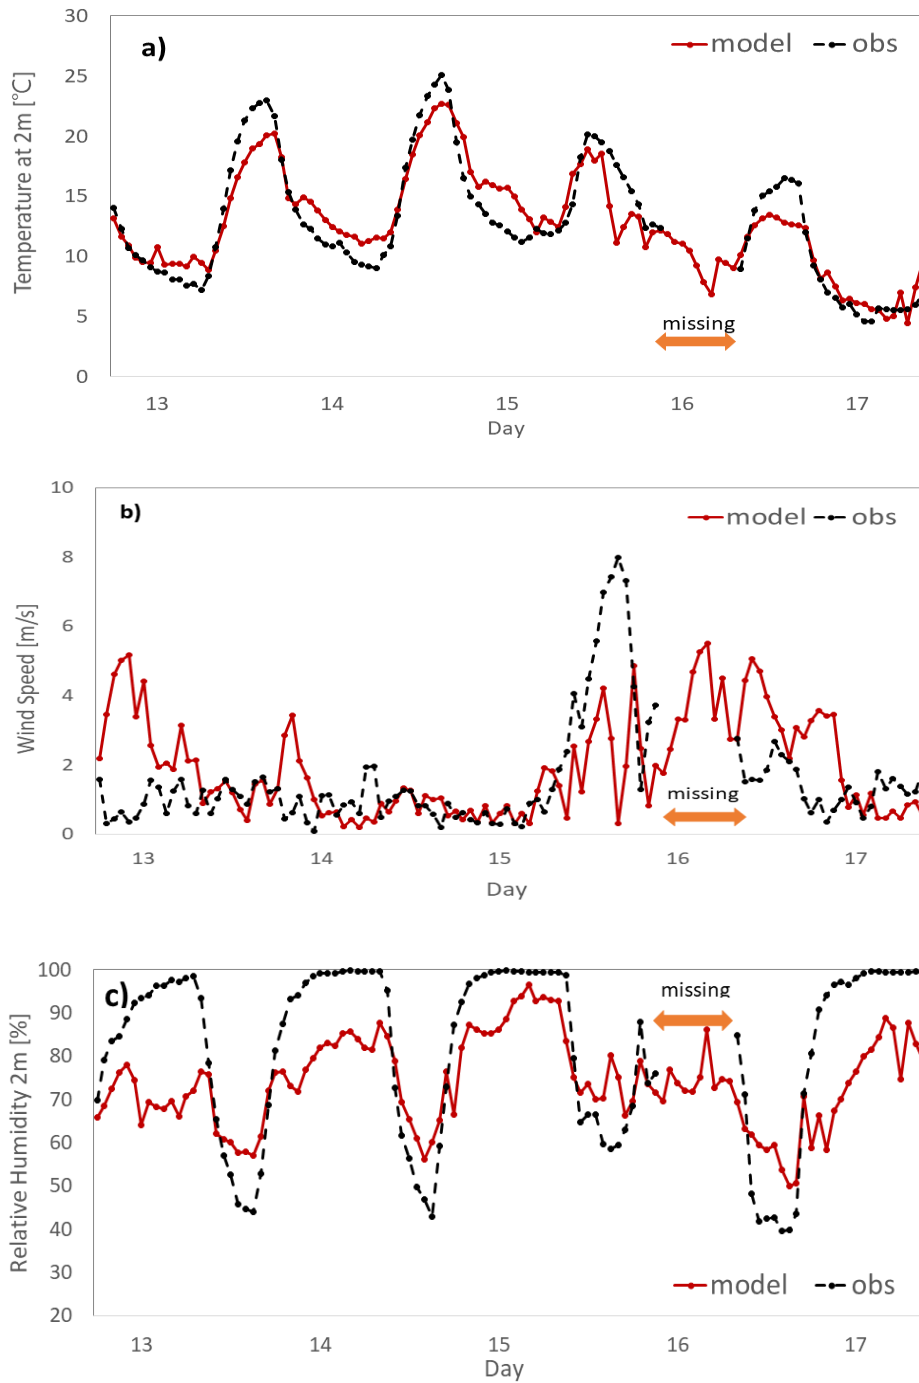 a)
model obs
Temperature at 2m [℃]
30
25
20
15
10
5
0
missing
13 14 15 16 17
Day
b)
model obs
Wind Speed [m/s]
10
8
6
4
2
0
missing
13 14 15 16 17
Day
c)
missing
Relative Humidity 2m [%]
100
90
80
70
60
50
40
30
20
model obs
13 14 15 16 17
Day